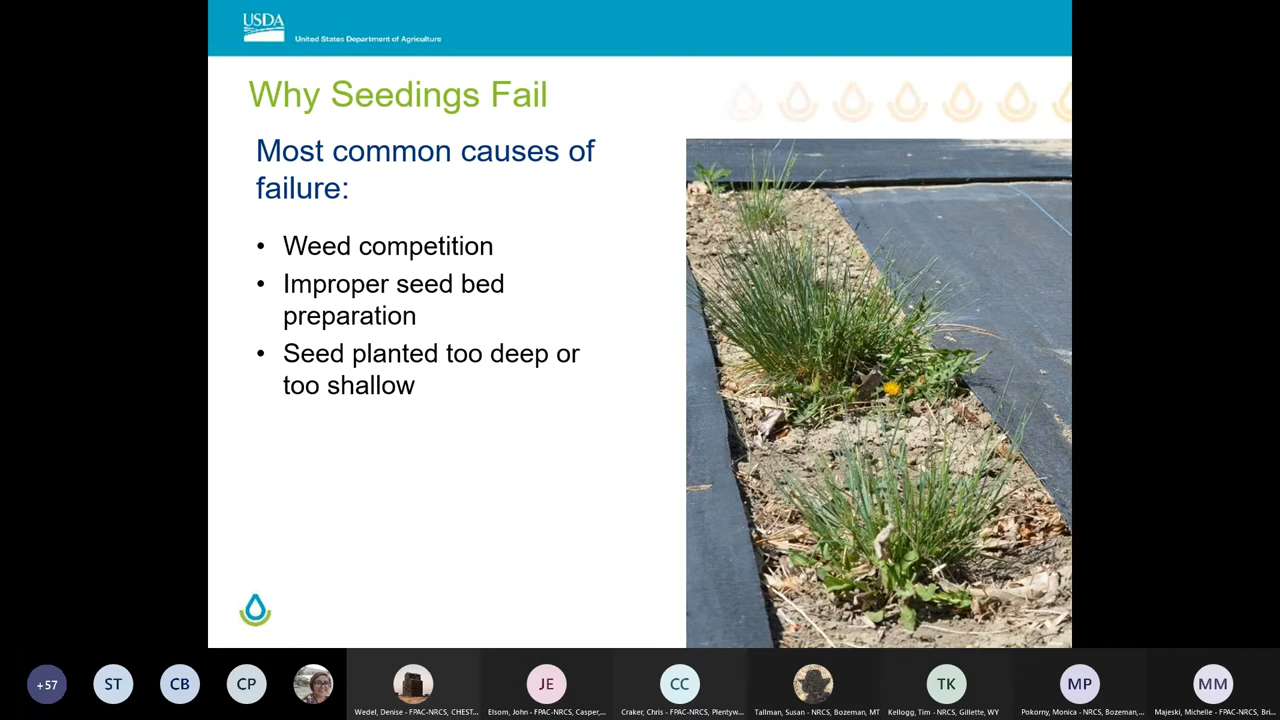 USDA
United States Department of Agriculture
Why Seedings Fail
Most common causes of
failure:
• Weed competition
• Improper seed bed
preparation
• Seed planted too deep or
too shallow
+57
ST
CB
CP
JE
CC
TK
MP
MM
Wedel, Denise - FPAC-NRCS, CHEST...
Elsom, John - FPAC-NRCS, Casper,...
Craker, Chris - FPAC-NRCS, Plentyw...
Tallman, Susan - NRCS, Bozeman, MT
Kellogg, Tim - NRCS, Gillette, WY
Pokorny, Monica - NRCS, Bozeman,...
Majeski, Michelle - FPAC-NRCS, Bri...